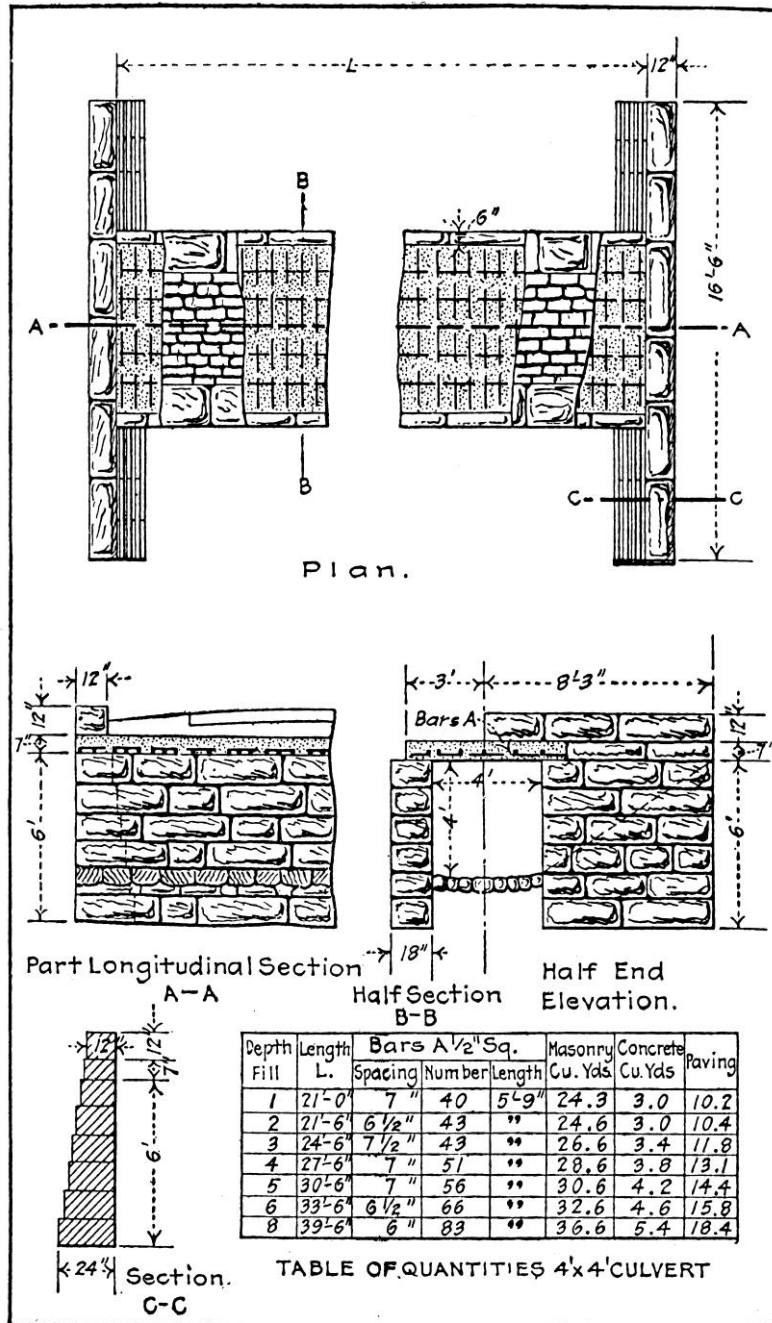 L
12"
B
6"
16'-6"
A
A
B
C
C
Plan.
12"
12"
7"
6'
Part Longitudinal Section
A-A
3'
8'-3"
Bars A
12"
7"
4'
4'
6'
18"
Half Section
B-B
Half End
Elevation.
12"
12"
7"
6'
24"
Section.
C-C
Depth Fill | Length L. | Bars A 1/2" Sq. | Masonry Cu. Yds. | Concrete Cu. Yds | Paving
Spacing | Number | Length
1 | 21'-0" | 7 " | 40 | 5'-9" | 24.3 | 3.0 | 10.2
2 | 21'-6" | 6 1/2" | 43 | " | 24.6 | 3.0 | 10.4
3 | 24'-6" | 7 1/2" | 43 | " | 26.6 | 3.4 | 11.8
4 | 27'-6" | 7 " | 51 | " | 28.6 | 3.8 | 13.1
5 | 30'-6" | 7 " | 56 | " | 30.6 | 4.2 | 14.4
6 | 33'-6" | 6 1/2" | 66 | " | 32.6 | 4.6 | 15.8
8 | 39'-6" | 6 " | 83 | " | 36.6 | 5.4 | 18.4
TABLE OF QUANTITIES 4'x4' CULVERT